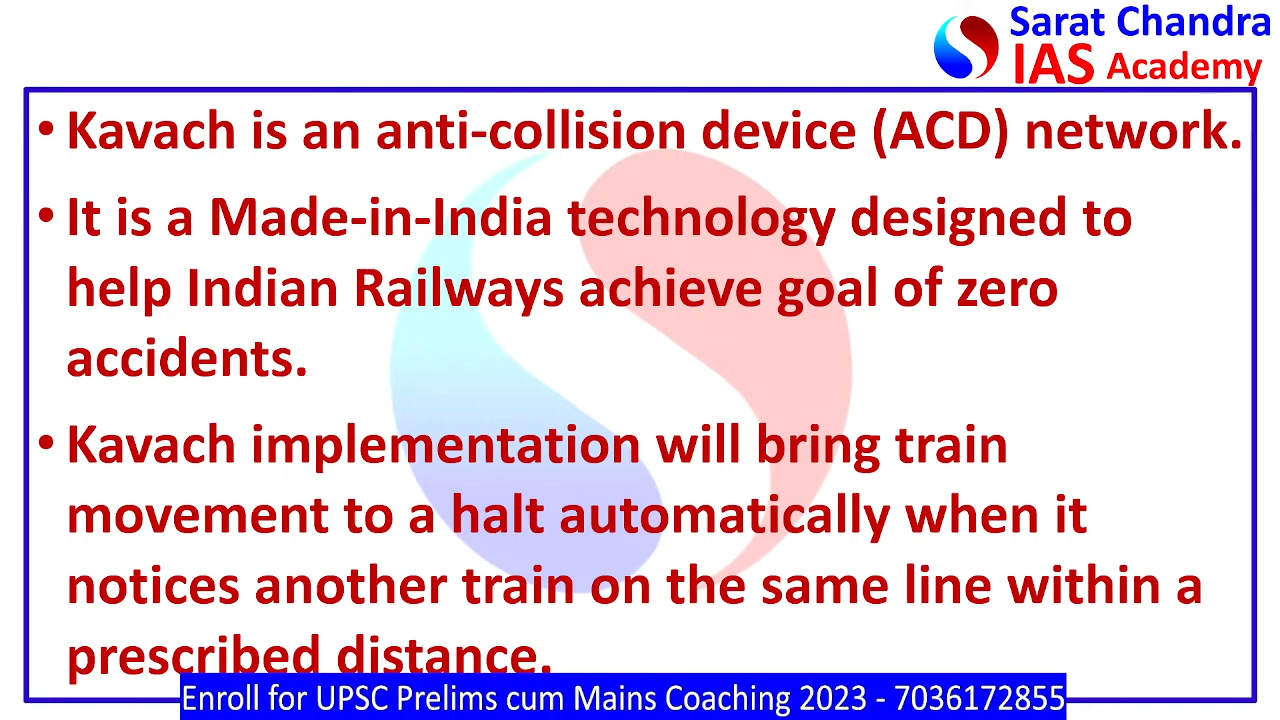 Sarat Chandra
IAS Academy
• Kavach is an anti-collision device (ACD) network.
• It is a Made-in-India technology designed to
help Indian Railways achieve goal of zero
accidents.
• Kavach implementation will bring train
movement to a halt automatically when it
notices another train on the same line within a
prescribed distance.
Enroll for UPSC Prelims cum Mains Coaching 2023 - 7036172855